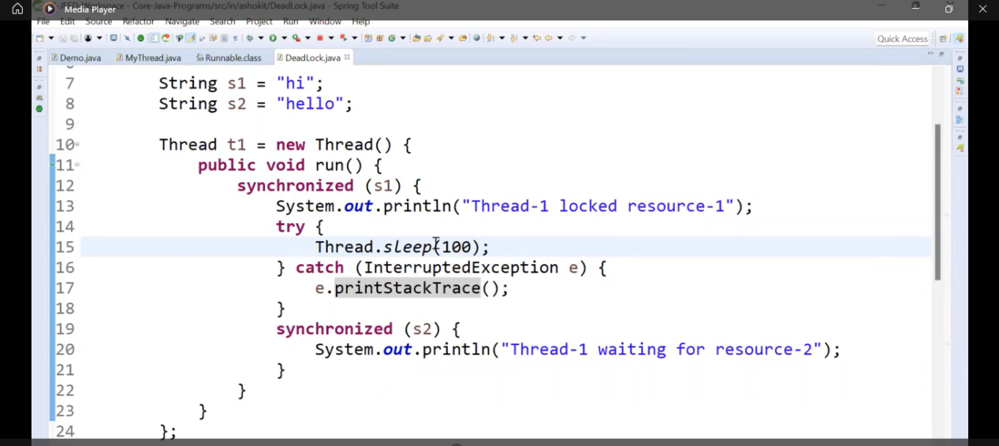 Media Player
Workspace - Core-Java-Programs/src/in/ashokit/DeadLock.java - Spring Tool Suite
File Edit Source Refactor Navigate Search Project Run Window Help
Quick Access
Demo.java MyThread.java Runnable.class DeadLock.java
7 String s1 = "hi";
8 String s2 = "hello";
9
10 Thread t1 = new Thread() {
11 public void run() {
12 synchronized (s1) {
13 System.out.println("Thread-1 locked resource-1");
14 try {
15 Thread.sleep(100);
16 } catch (InterruptedException e) {
17 e.printStackTrace();
18 }
19 synchronized (s2) {
20 System.out.println("Thread-1 waiting for resource-2");
21 }
22 }
23 }
24 };